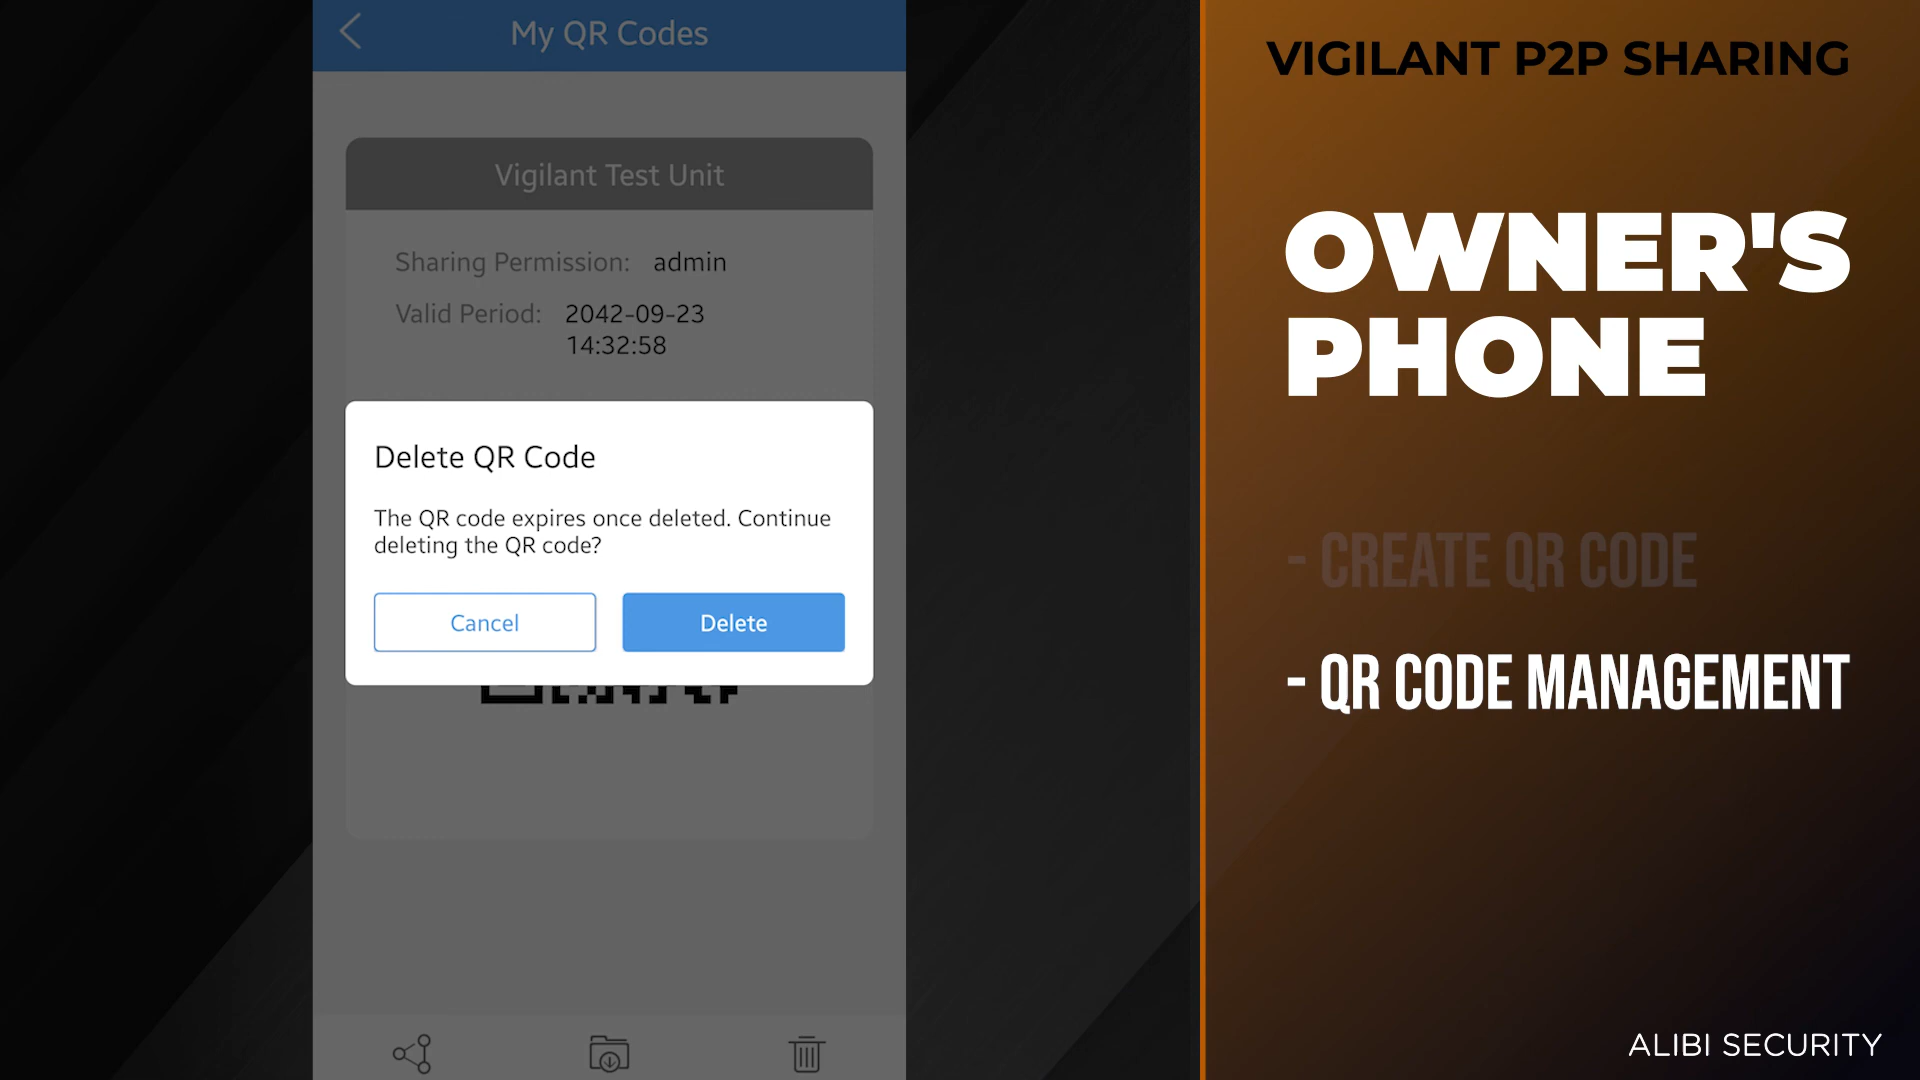 My QR Codes
Vigilant Test Unit
Sharing Permission: admin
Valid Period: 2042-09-23
14:32:58
Delete QR Code
The QR code expires once deleted. Continue
deleting the QR code?
Cancel
Delete
VIGILANT P2P SHARING
OWNER'S
PHONE
- CREATE QR CODE
- QR CODE MANAGEMENT
ALIBI SECURITY